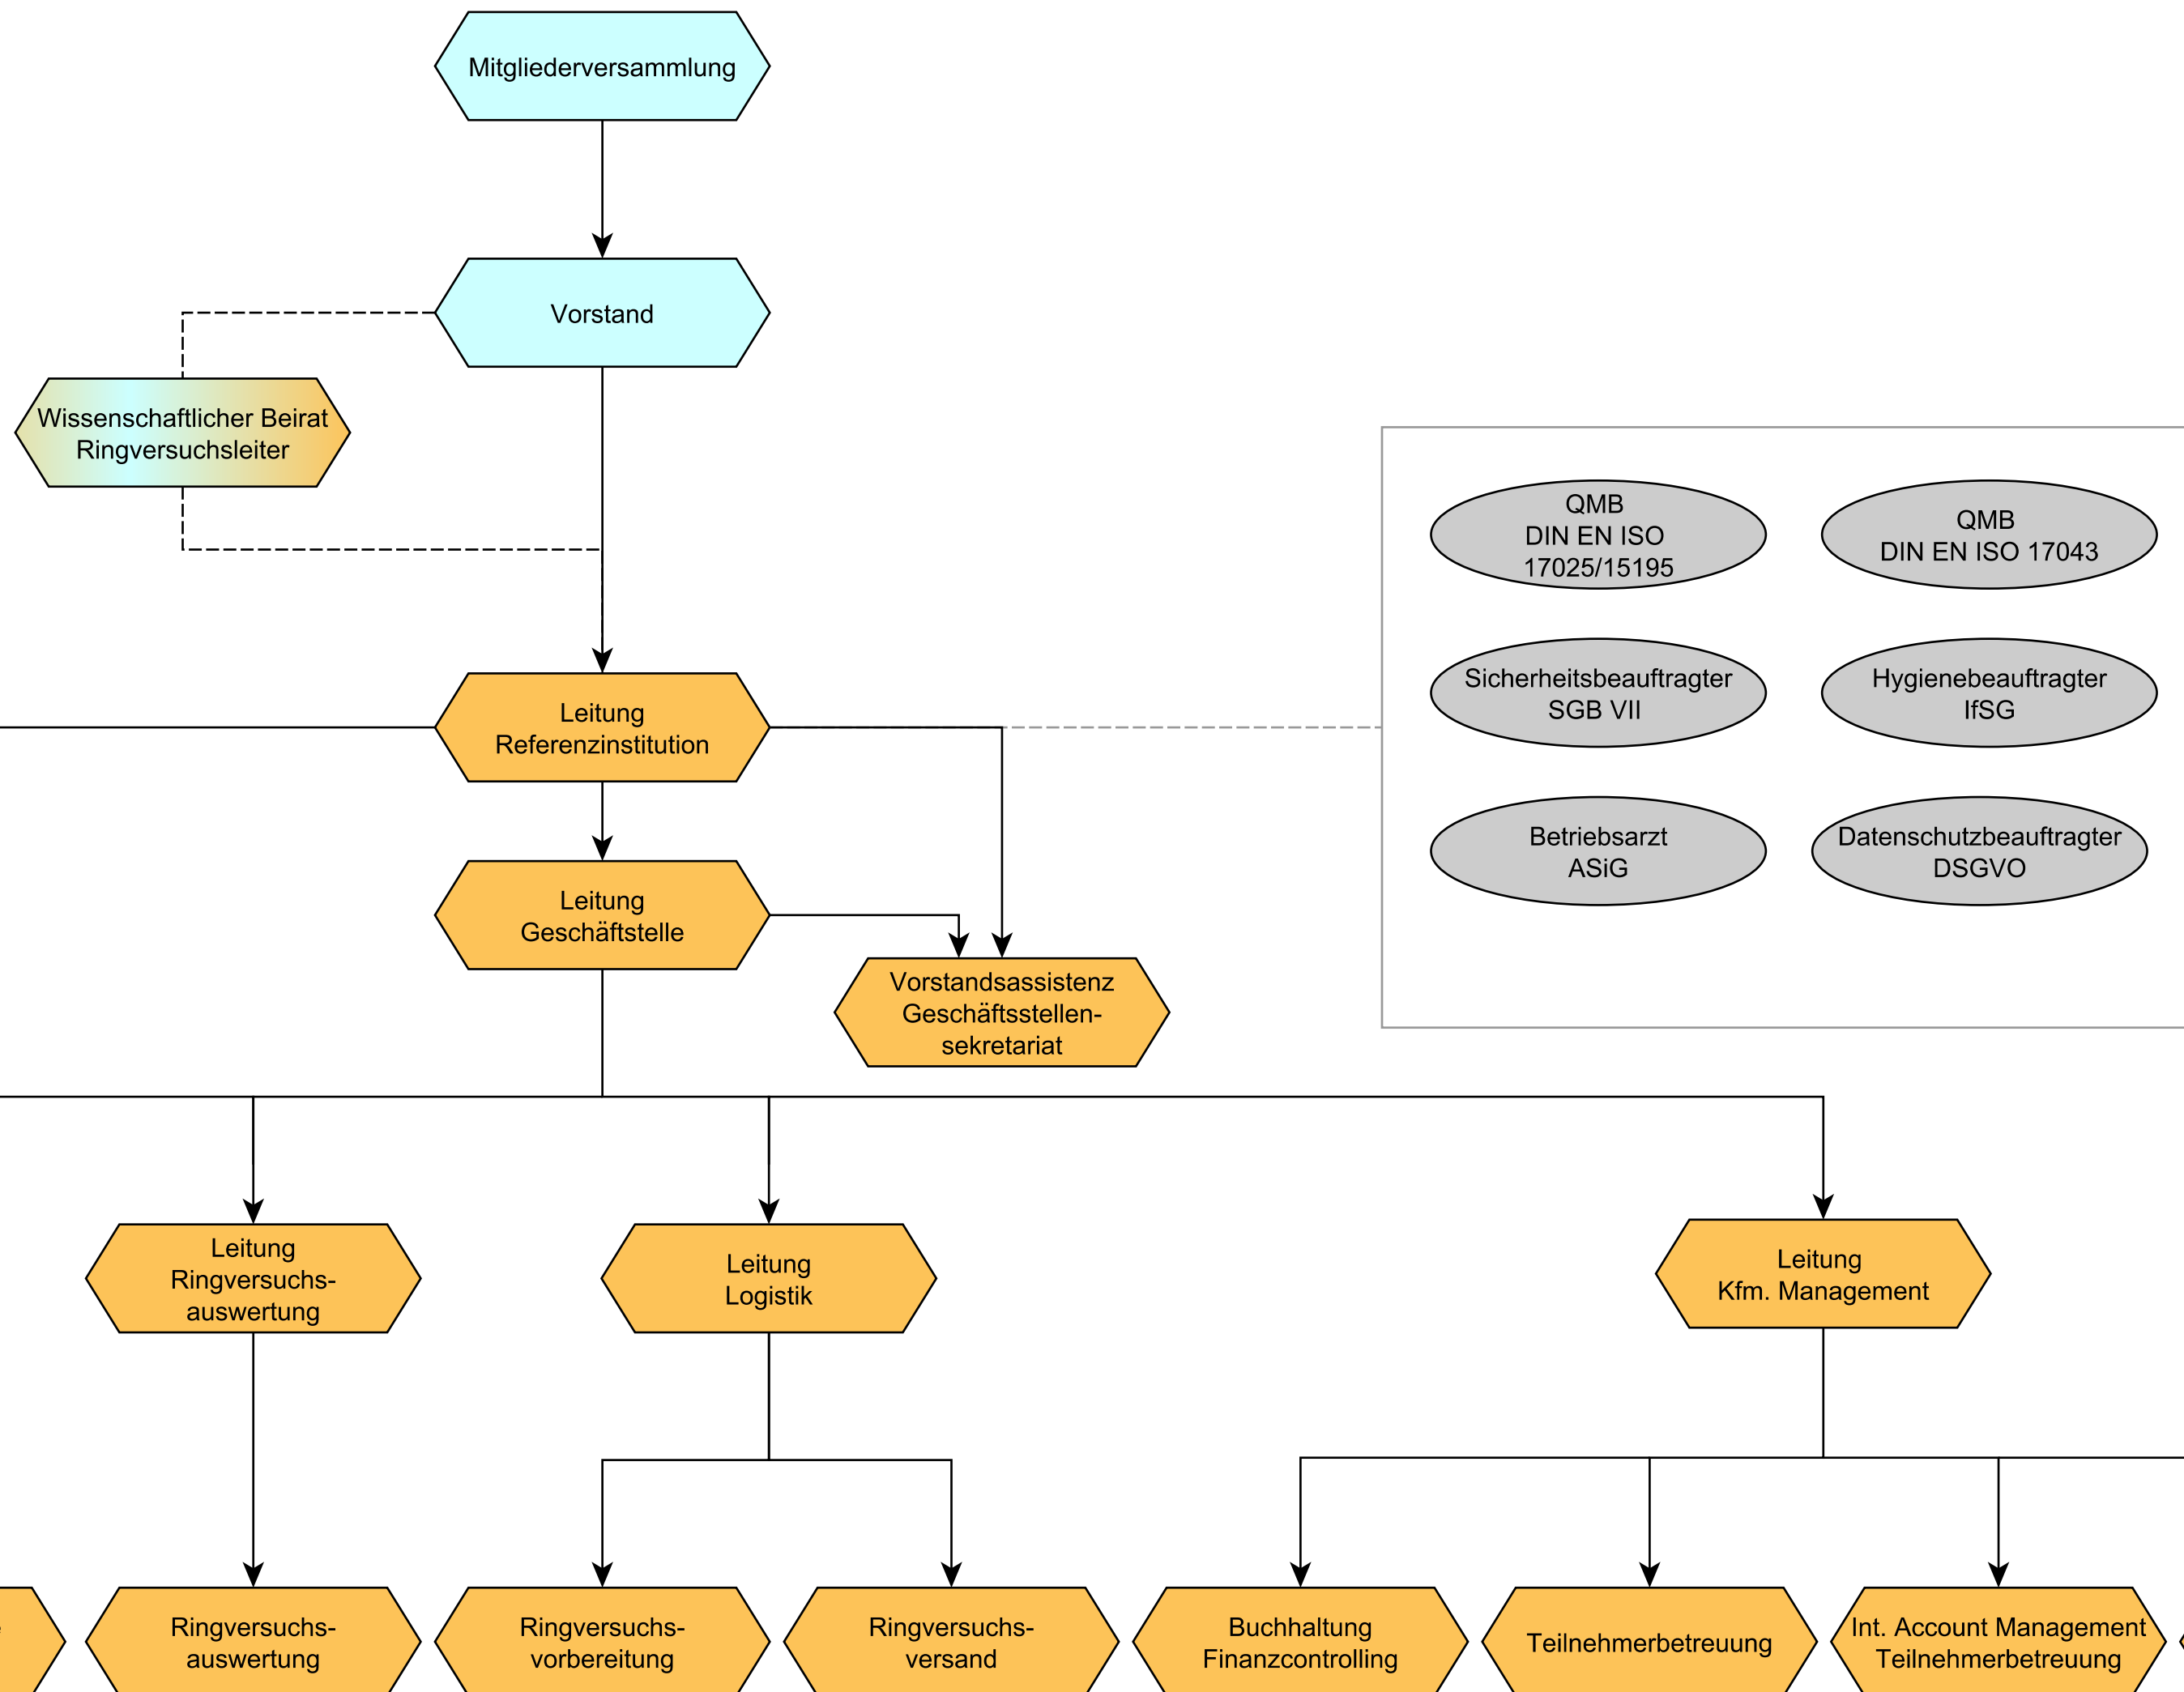 Mitgliederversammlung
Vorstand
Wissenschaftlicher Beirat
Ringversuchsleiter
QMB
DIN EN ISO
17025/15195
QMB
DIN EN ISO 17043
Sicherheitsbeauftragter
SGB VII
Hygienebeauftragter
IfSG
Leitung
Referenzinstitution
Betriebsarzt
ASiG
Datenschutzbeauftragter
DSGVO
Leitung
Geschäftstelle
Vorstandsassistenz
Geschäftsstellen-
sekretariat
Leitung
Ringversuchs-
auswertung
Leitung
Logistik
Leitung
Kfm. Management
Ringversuchs-
auswertung
Ringversuchs-
vorbereitung
Ringversuchs-
versand
Buchhaltung
Finanzcontrolling
Teilnehmerbetreuung
Int. Account Management
Teilnehmerbetreuung